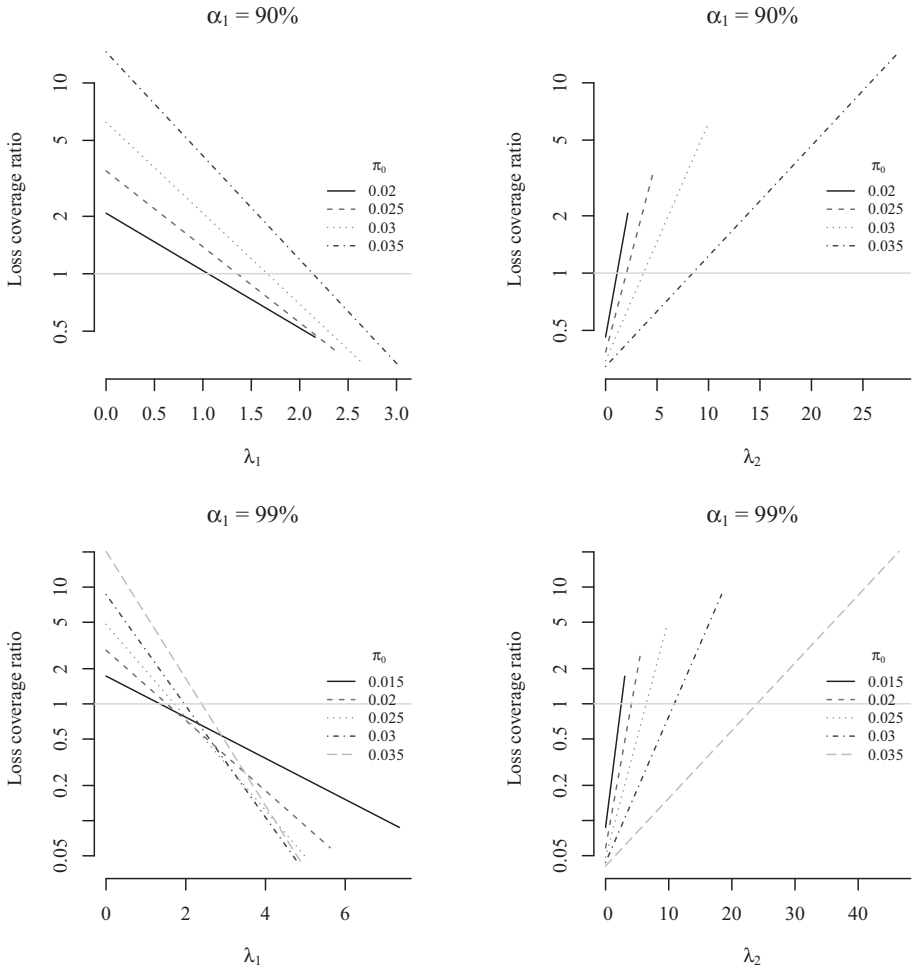 α₁ = 90%
Loss coverage ratio
10
5
2
1
0.5
π₀
0.02
0.025
0.03
0.035
0.0 0.5 1.0 1.5 2.0 2.5 3.0
λ₁
α₁ = 90%
Loss coverage ratio
10
5
2
1
0.5
π₀
0.02
0.025
0.03
0.035
0 5 10 15 20 25
λ₂
α₁ = 99%
Loss coverage ratio
10
5
2
1
0.5
0.2
0.05
π₀
0.015
0.02
0.025
0.03
0.035
0 2 4 6
λ₁
α₁ = 99%
Loss coverage ratio
10
5
2
1
0.5
0.2
0.05
π₀
0.015
0.02
0.025
0.03
0.035
0 10 20 30 40
λ₂